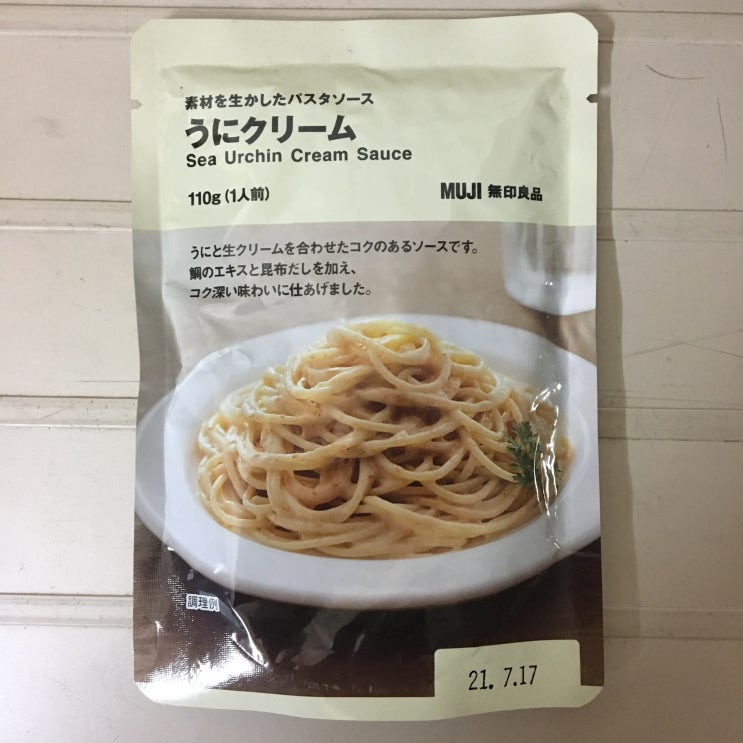 素材を生かしたパスタソース
うにクリーム
Sea Urchin Cream Sauce
110g(1人前)
MUJI 無印良品
うにと生クリームを合わせたコクのあるソースです。
鯛のエキスと昆布だしを加え、
コク深い味わいに仕あげました。
調理例
21. 7.17